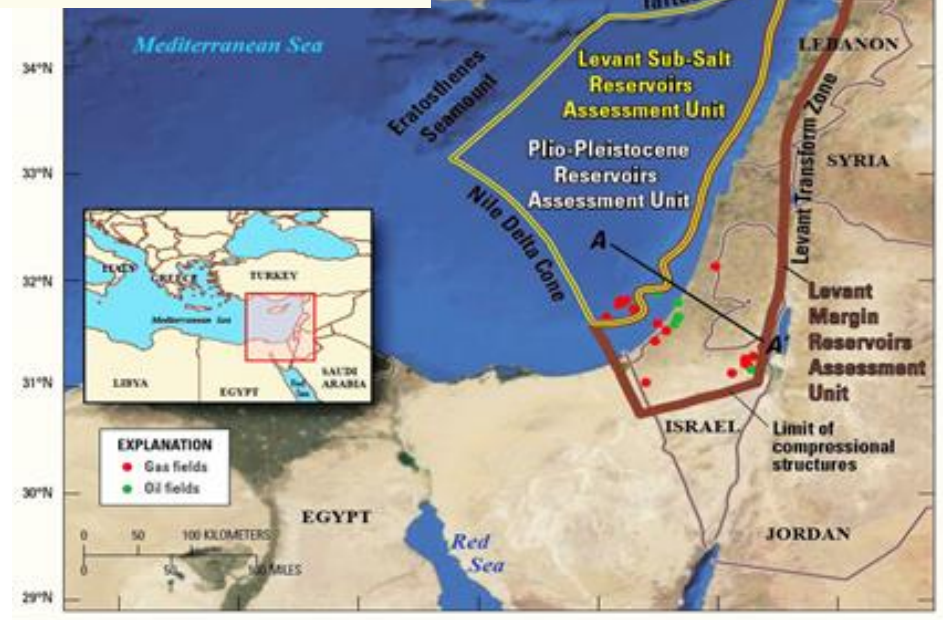 Mediterranean Sea
LEBANON
34°N
Levant Sub-Salt
Reservoirs
Assessment Unit
Eratosthenes
Seamount
Levant Transform Zone
Plio-Pleistocene
Reservoirs
Assessment Unit
33°N
SYRIA
Nile Delta Cone
A
32°N
ITALY
GREECE
TURKEY
Mediterranean Sea
LIBYA
EGYPT
Red
Sea
SAUDI
ARABIA
Levant
Margin
Reservoirs
Assessment
Unit
A'
31°N
ISRAEL
Limit of
compressional
structures
EXPLANATION
Gas fields
Oil fields
30°N
EGYPT
JORDAN
0 50 100 KILOMETERS
0 50 100 MILES
Red
Sea
29°N